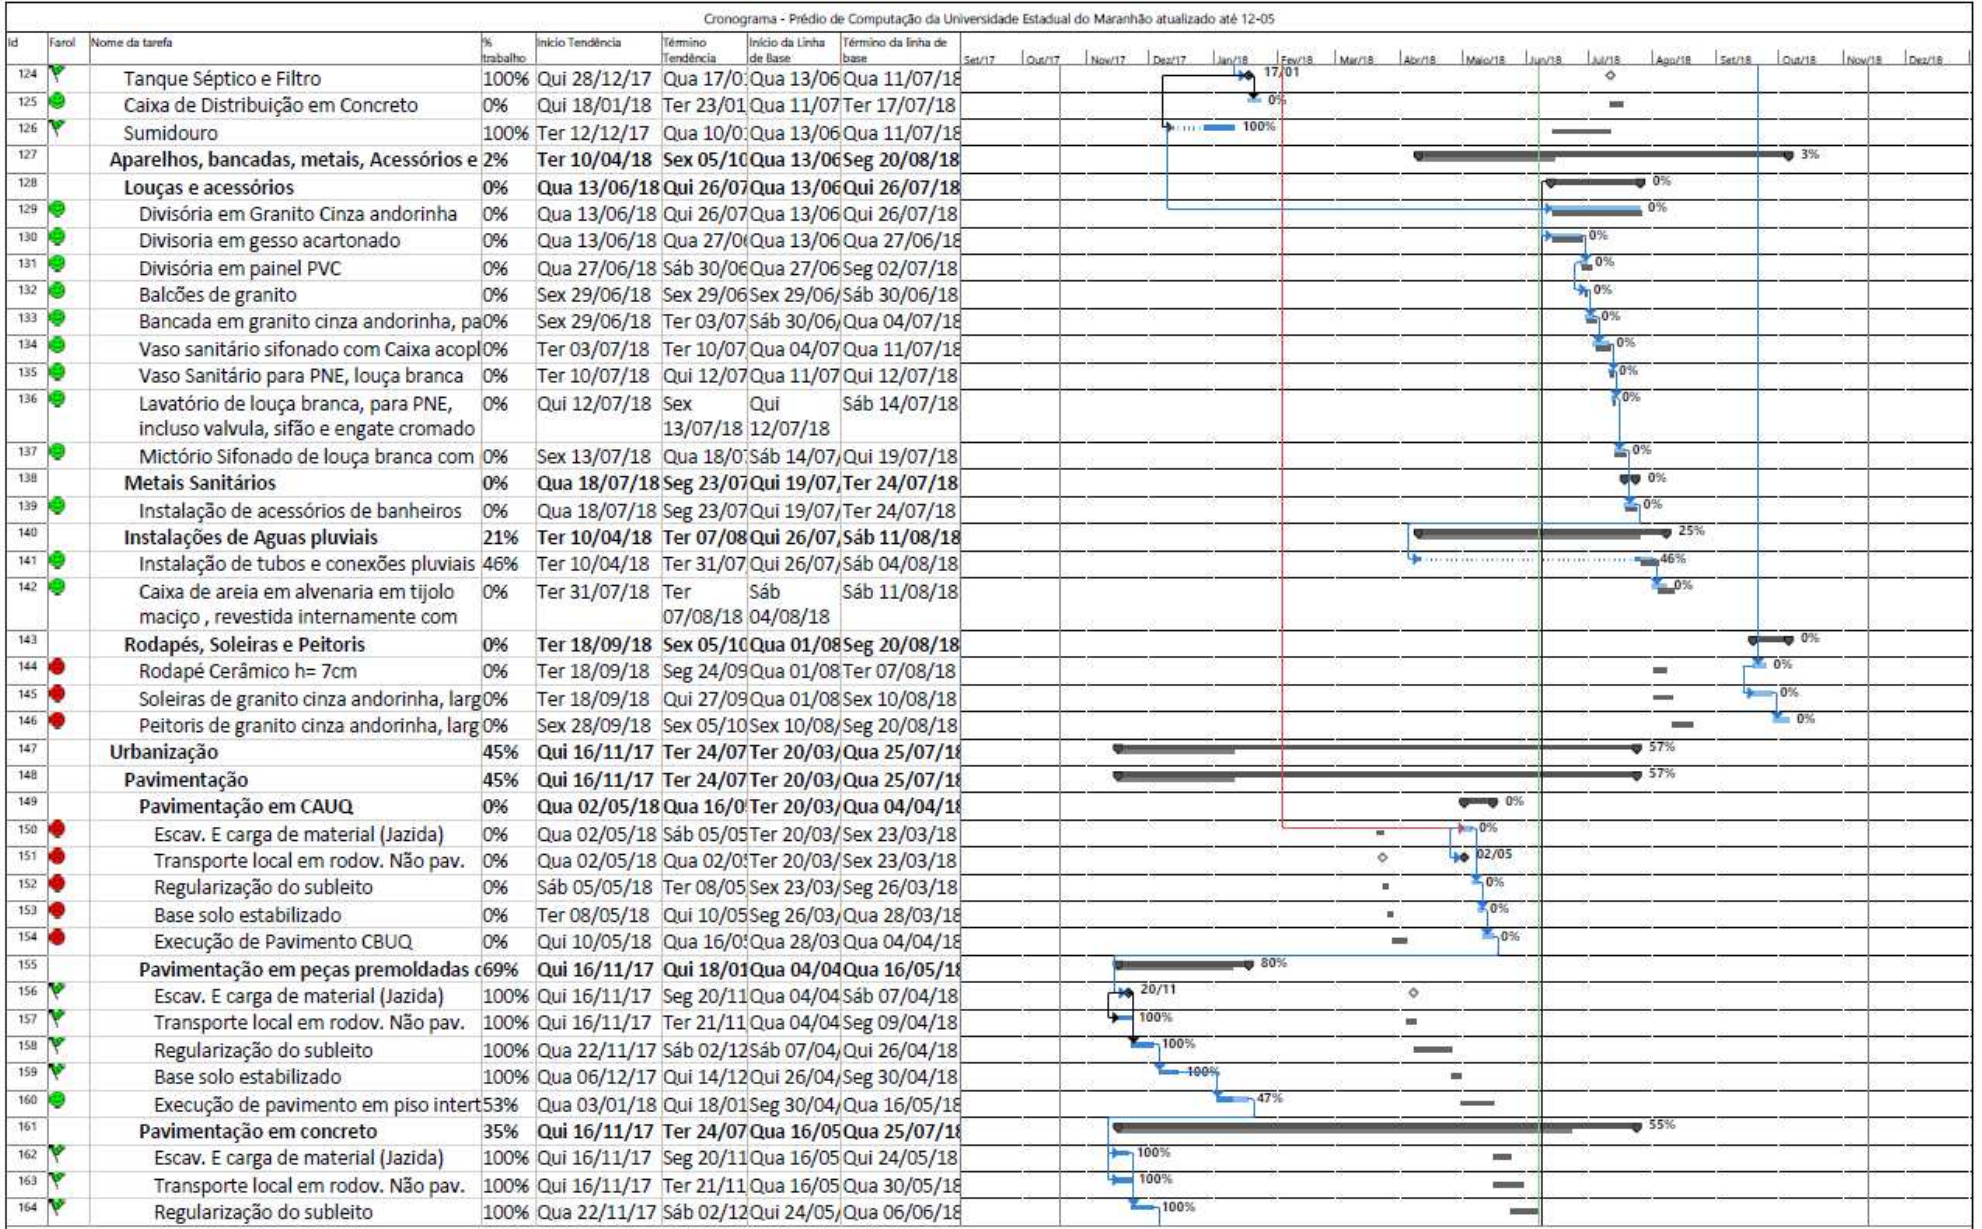 Cronograma - Prédio de Computação da Universidade Estadual do Maranhão atualizado até 12-05
Id Farol Nome da tarefa % trabalho Início Tendência Término Tendência Início da Linha de Base Término da linha de base Set/17 Out/17 Nov/17 Dez/17 Jan/18 Fev/18 Mar/18 Abr/18 Maio/18 Jun/18 Jul/18 Ago/18 Set/18 Out/18 Nov/18 Dez/18
124 Tanque Séptico e Filtro 100% Qui 28/12/17 Qua 17/0 Qua 13/06 Qua 11/07/18 17/01
125 Caixa de Distribuição em Concreto 0% Qui 18/01/18 Ter 23/01 Qua 11/07 Ter 17/07/18 0%
126 Sumidouro 100% Ter 12/12/17 Qua 10/0 Qua 13/06 Qua 11/07/18 100%
127 Aparelhos, bancadas, metais, Acessórios e 2% Ter 10/04/18 Sex 05/10 Qua 13/06 Seg 20/08/18 3%
128 Louças e acessórios 0% Qua 13/06/18 Qui 26/07 Qua 13/06 Qui 26/07/18 0%
129 Divisória em Granito Cinza andorinha 0% Qua 13/06/18 Qui 26/07 Qua 13/06 Qui 26/07/18 0%
130 Divisoria em gesso acartonado 0% Qua 13/06/18 Qua 27/06 Qua 13/06 Qua 27/06/18 0%
131 Divisória em painel PVC 0% Qua 27/06/18 Sáb 30/06 Qua 27/06 Seg 02/07/18 0%
132 Balcões de granito 0% Sex 29/06/18 Sex 29/06 Sex 29/06/ Sáb 30/06/18 0%
133 Bancada em granito cinza andorinha, pa 0% Sex 29/06/18 Ter 03/07 Sáb 30/06/ Qua 04/07/18 0%
134 Vaso sanitário sifonado com Caixa acopl 0% Ter 03/07/18 Ter 10/07 Qua 04/07 Qua 11/07/18 0%
135 Vaso Sanitário para PNE, louça branca 0% Ter 10/07/18 Qui 12/07 Qua 11/07 Qui 12/07/18 0%
136 Lavatório de louça branca, para PNE, 0% Qui 12/07/18 Sex Qui Sáb 14/07/18 0%
incluso valvula, sifão e engate cromado 13/07/18 12/07/18
137 Mictório Sifonado de louça branca com 0% Sex 13/07/18 Qua 18/07 Sáb 14/07/ Qui 19/07/18 0%
138 Metais Sanitários 0% Qua 18/07/18 Seg 23/07 Qui 19/07/ Ter 24/07/18 0%
139 Instalação de acessórios de banheiros 0% Qua 18/07/18 Seg 23/07 Qui 19/07/ Ter 24/07/18 0%
140 Instalações de Aguas pluviais 21% Ter 10/04/18 Ter 07/08 Qui 26/07/ Sáb 11/08/18 25%
141 Instalação de tubos e conexões pluviais 46% Ter 10/04/18 Ter 31/07 Qui 26/07/ Sáb 04/08/18 46%
142 Caixa de areia em alvenaria em tijolo 0% Ter 31/07/18 Ter Sáb Sáb 11/08/18 0%
maciço , revestida internamente com 07/08/18 04/08/18
143 Rodapés, Soleiras e Peitoris 0% Ter 18/09/18 Sex 05/10 Qua 01/08 Seg 20/08/18 0%
144 Rodapé Cerâmico h= 7cm 0% Ter 18/09/18 Seg 24/09 Qua 01/08 Ter 07/08/18 0%
145 Soleiras de granito cinza andorinha, larg 0% Ter 18/09/18 Qui 27/09 Qua 01/08 Sex 10/08/18 0%
146 Peitoris de granito cinza andorinha, larg 0% Sex 28/09/18 Sex 05/10 Sex 10/08/ Seg 20/08/18 0%
147 Urbanização 45% Qui 16/11/17 Ter 24/07 Ter 20/03/ Qua 25/07/18 57%
148 Pavimentação 45% Qui 16/11/17 Ter 24/07 Ter 20/03/ Qua 25/07/18 57%
149 Pavimentação em CAUQ 0% Qua 02/05/18 Qua 16/0 Ter 20/03/ Qua 04/04/18 0%
150 Escav. E carga de material (Jazida) 0% Qua 02/05/18 Sáb 05/05 Ter 20/03/ Sex 23/03/18 0%
151 Transporte local em rodov. Não pav. 0% Qua 02/05/18 Qua 02/05 Ter 20/03/ Sex 23/03/18 02/05
152 Regularização do subleito 0% Sáb 05/05/18 Ter 08/05 Sex 23/03/ Seg 26/03/18 0%
153 Base solo estabilizado 0% Ter 08/05/18 Qui 10/05 Seg 26/03/ Qua 28/03/18 0%
154 Execução de Pavimento CBUQ 0% Qui 10/05/18 Qua 16/05 Qua 28/03 Qua 04/04/18 0%
155 Pavimentação em peças premoldadas c 69% Qui 16/11/17 Qui 18/01 Qua 04/04 Qua 16/05/18 80%
156 Escav. E carga de material (Jazida) 100% Qui 16/11/17 Seg 20/11 Qua 04/04 Sáb 07/04/18 20/11
157 Transporte local em rodov. Não pav. 100% Qui 16/11/17 Ter 21/11 Qua 04/04 Seg 09/04/18 100%
158 Regularização do subleito 100% Qua 22/11/17 Sáb 02/12 Sáb 07/04/ Qui 26/04/18 100%
159 Base solo estabilizado 100% Qua 06/12/17 Qui 14/12 Qui 26/04/ Seg 30/04/18 100%
160 Execução de pavimento em piso intert 53% Qua 03/01/18 Qui 18/01 Seg 30/04/ Qua 16/05/18 47%
161 Pavimentação em concreto 35% Qui 16/11/17 Ter 24/07 Qua 16/05 Qua 25/07/18 55%
162 Escav. E carga de material (Jazida) 100% Qui 16/11/17 Seg 20/11 Qua 16/05 Qui 24/05/18 100%
163 Transporte local em rodov. Não pav. 100% Qui 16/11/17 Ter 21/11 Qua 16/05 Qua 30/05/18 100%
164 Regularização do subleito 100% Qua 22/11/17 Sáb 02/12 Qui 24/05/ Qua 06/06/18 100%